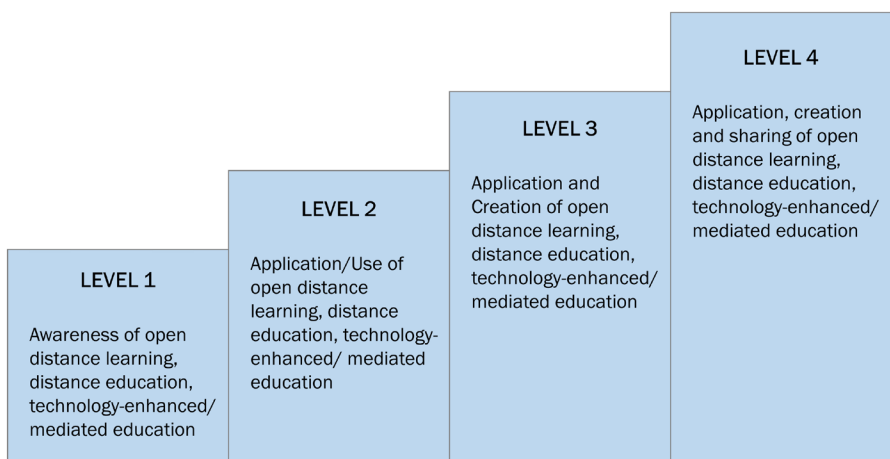 LEVEL 1
Awareness of open
distance learning,
distance education,
technology-enhanced/
mediated education
LEVEL 2
Application/Use of
open distance
learning, distance
education, technology-
enhanced/ mediated
education
LEVEL 3
Application and
Creation of open
distance learning,
distance education,
technology-enhanced/
mediated education
LEVEL 4
Application, creation
and sharing of open
distance learning,
distance education,
technology-enhanced/
mediated education